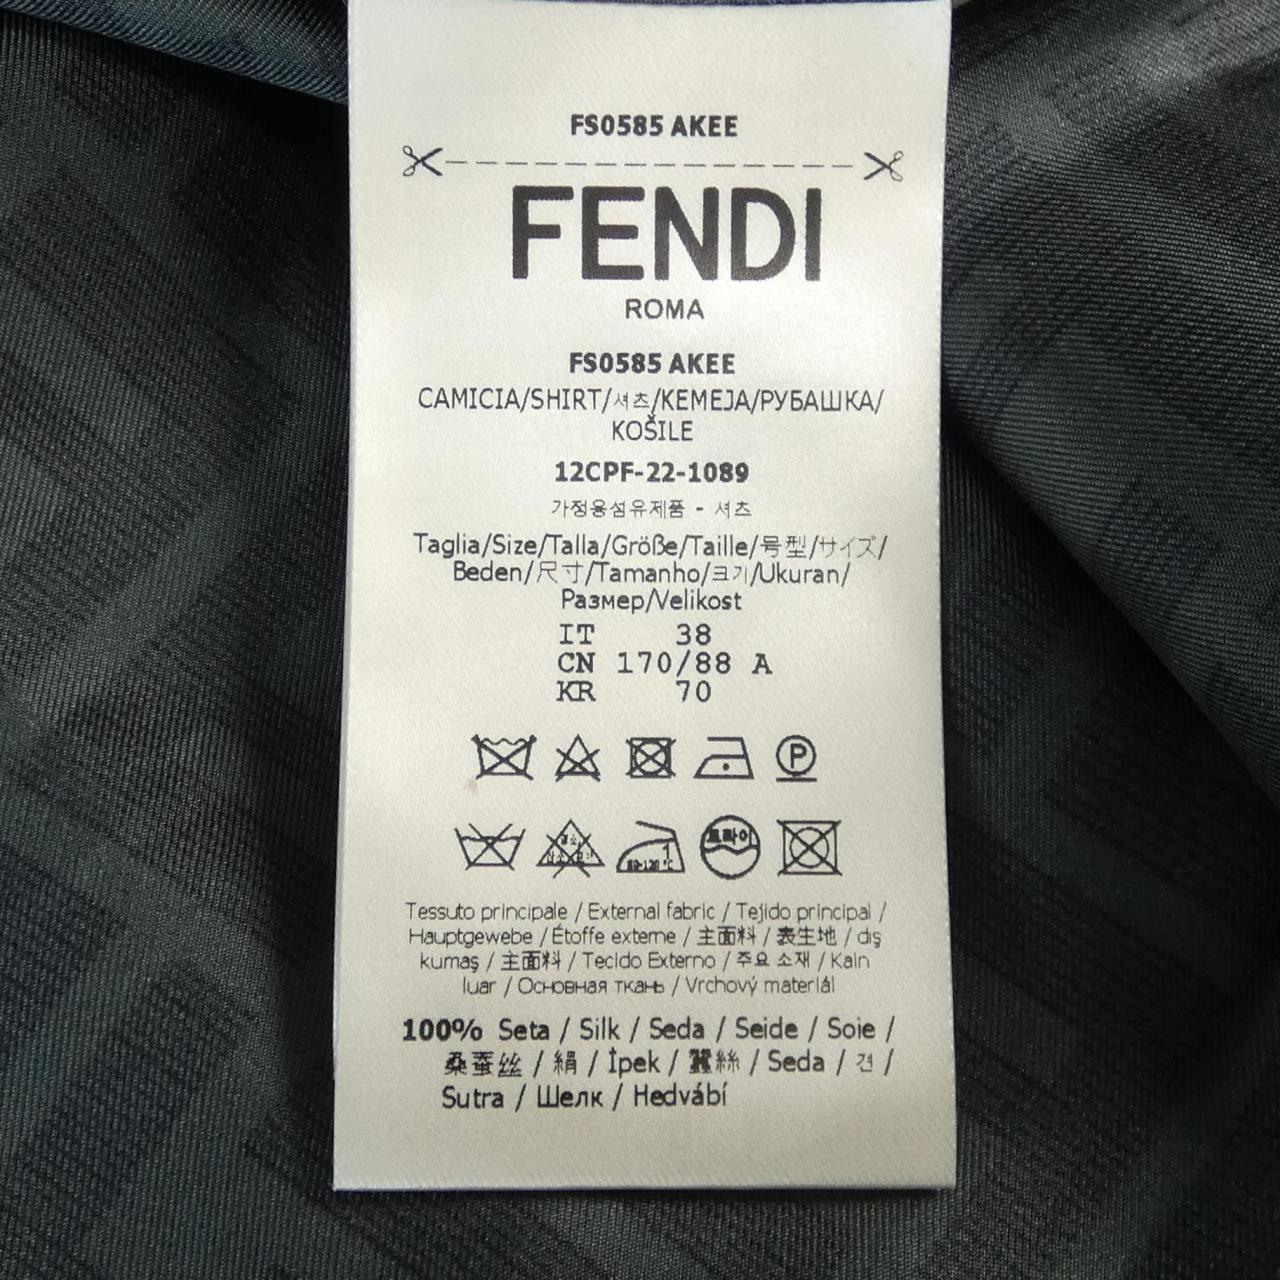 FS0585 AKEE
FENDI
ROMA
FS0585 AKEE
CAMICIA/SHIRT/셔츠/KEMEJA/РУБАШКА/
KOŠILE
12CPF-22-1089
가정용섬유제품 - 셔츠
Taglia/Size/Talla/Größe/Taille/号型/サイズ/
Beden/尺寸/Tamanho/크기/Ukuran/
Размер/Velikost
IT 38
CN 170/88 A
KR 70
P
드라이
80-120℃
Tessuto principale / External fabric / Tejido principal /
Hauptgewebe / Étoffe externe / 主面料 / 表生地 / dış
kumaş / 主面料 / Tecido Externo / 주요 소재 / Kain
luar / Основная ткань / Vrchový materiál
100% Seta / Silk / Seda / Seide / Soie /
桑蚕丝 / 絹 / İpek / 蠶絲 / Seda / 견 /
Sutra / Шелк / Hedvábí